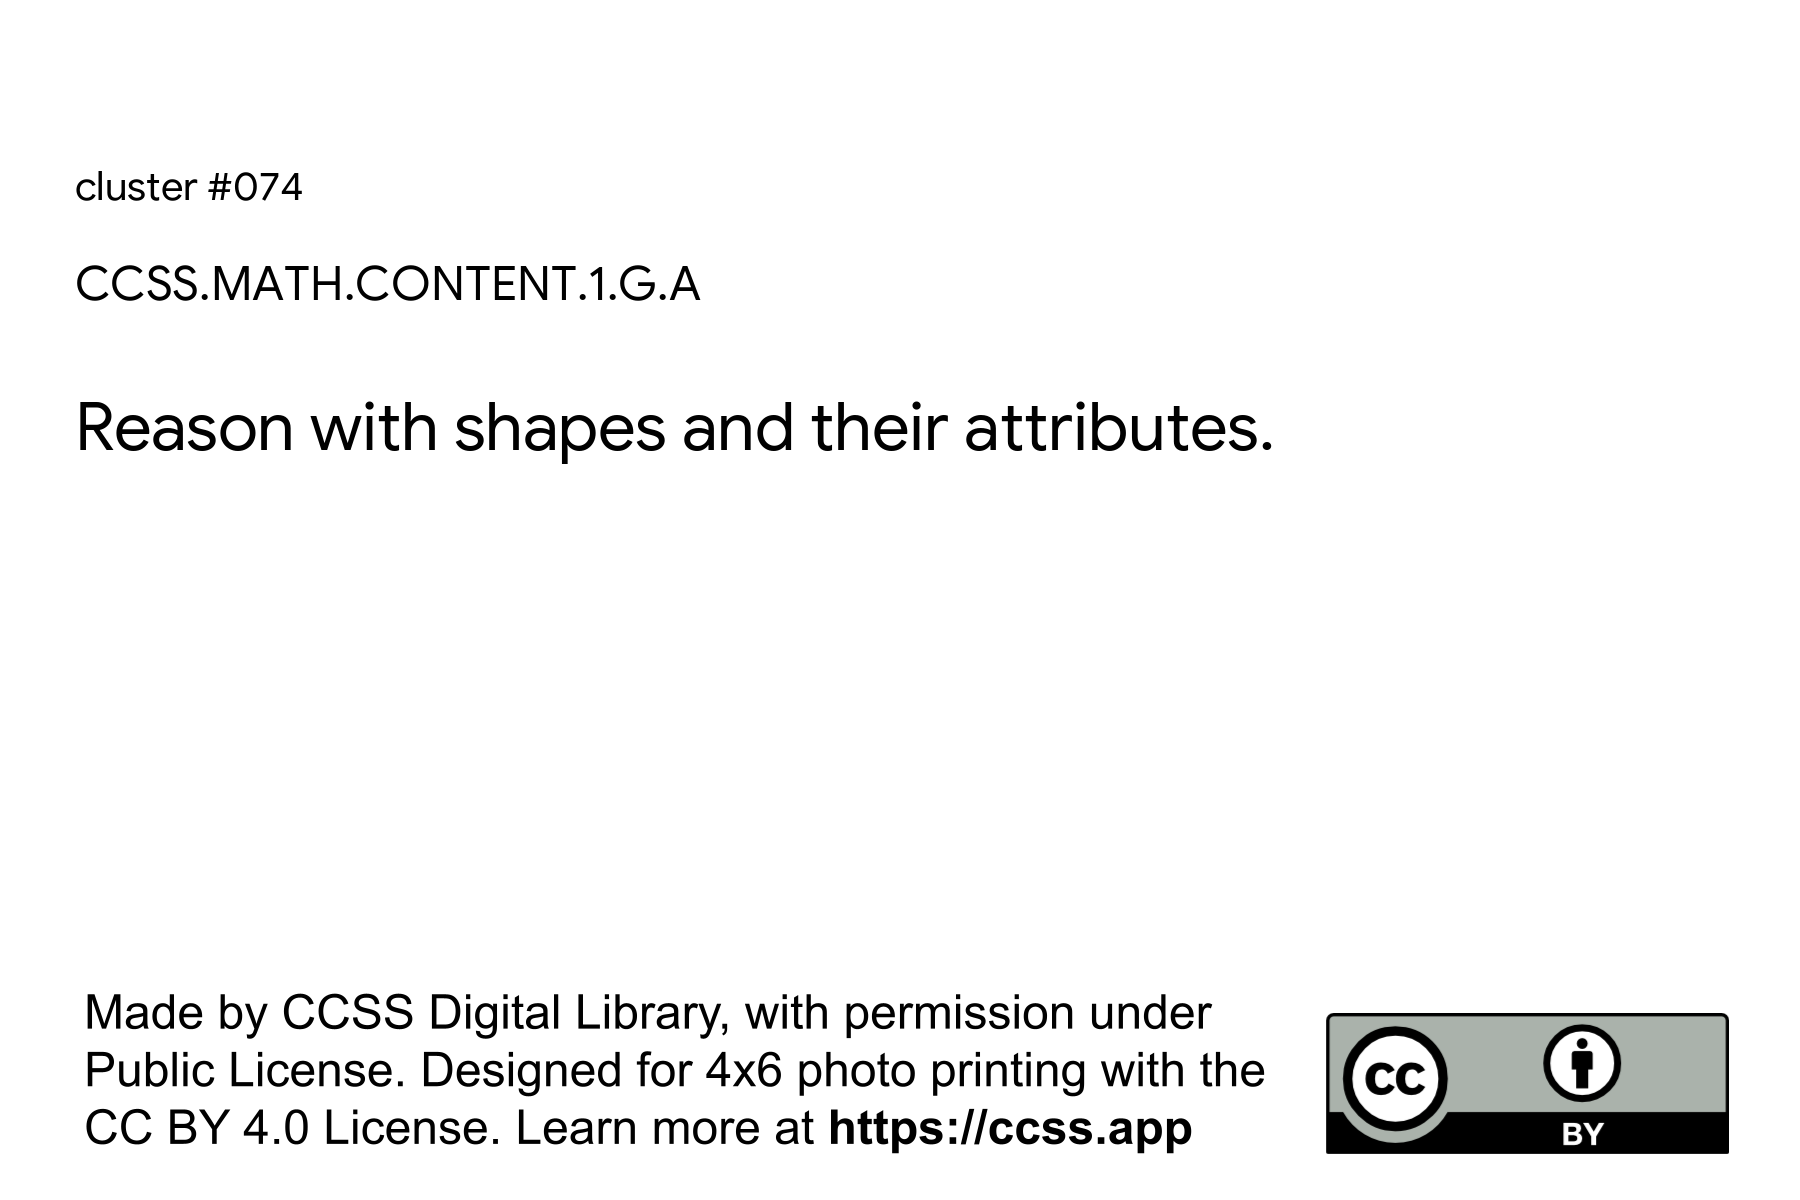 cluster #074
CCSS.MATH.CONTENT.1.G.A
Reason with shapes and their attributes.
Made by CCSS Digital Library, with permission under
Public License. Designed for 4x6 photo printing with the
CC BY 4.0 License. Learn more at https://ccss.app
CC
BY